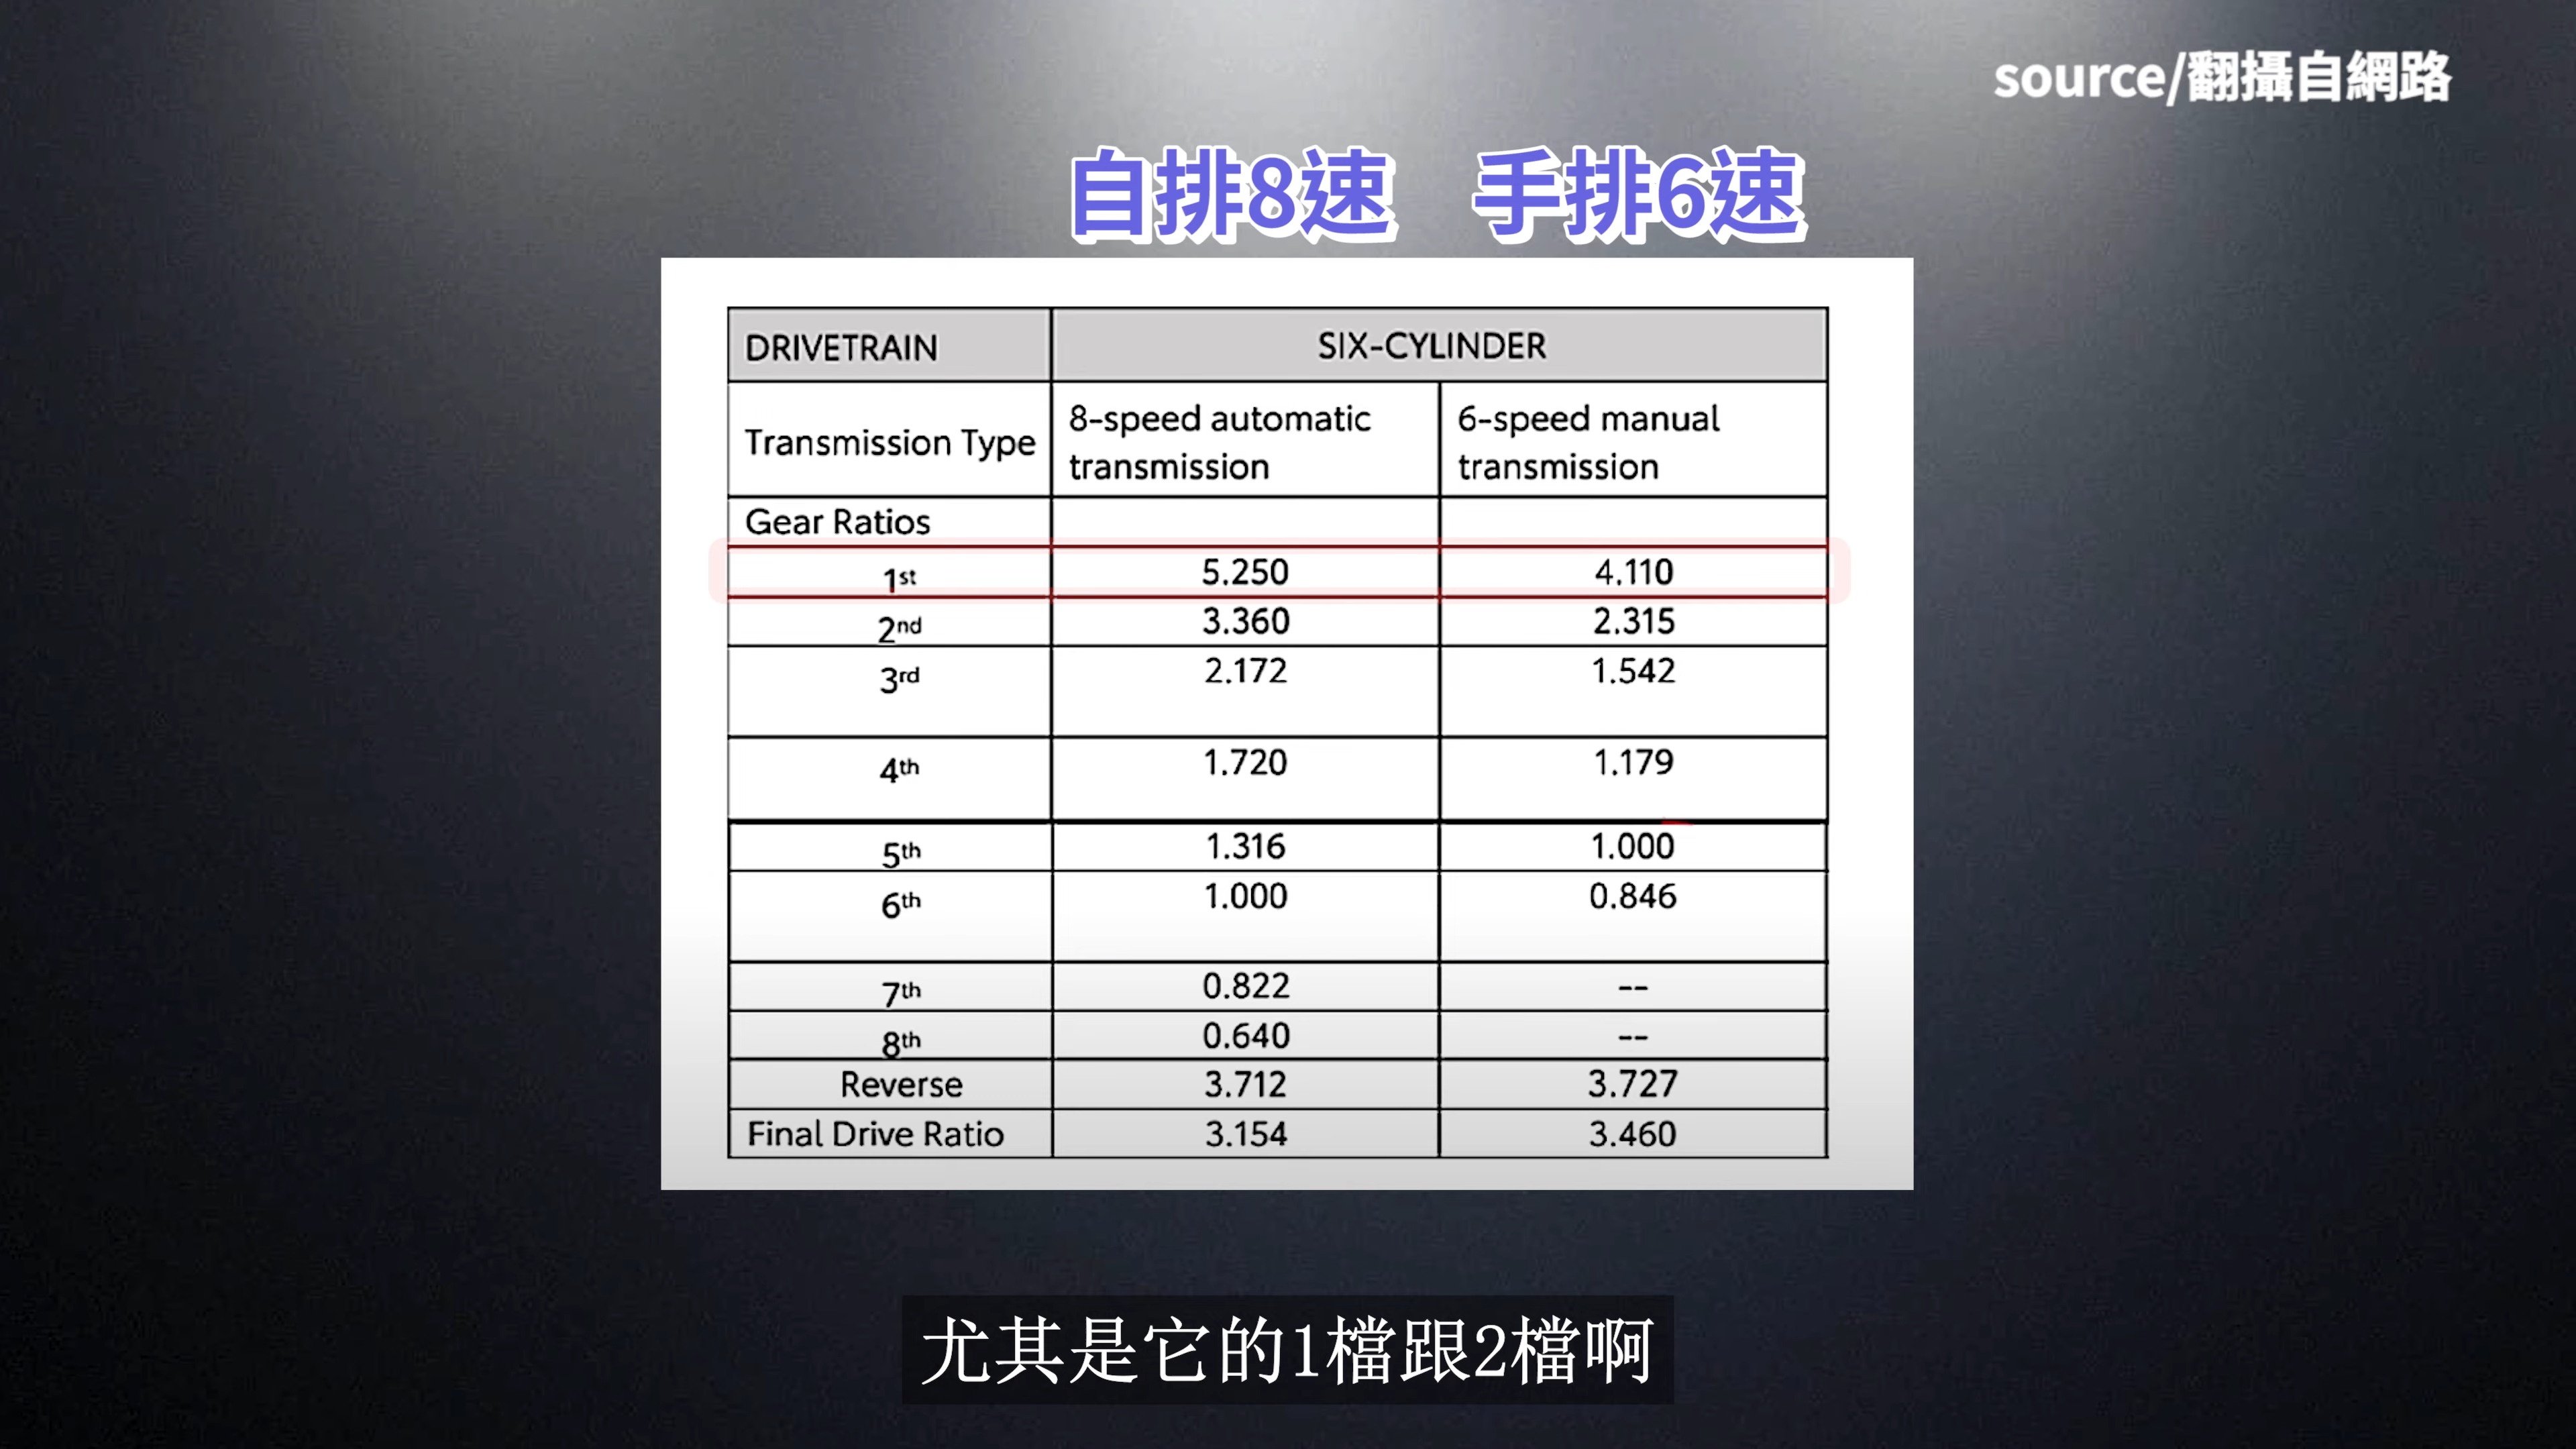 source/翻攝自網路
自排8速 手排6速
DRIVETRAIN SIX-CYLINDER
Transmission Type 8-speed automatic transmission 6-speed manual transmission
Gear Ratios
1st 5.250 4.110
2nd 3.360 2.315
3rd 2.172 1.542
4th 1.720 1.179
5th 1.316 1.000
6th 1.000 0.846
7th 0.822 --
8th 0.640 --
Reverse 3.712 3.727
Final Drive Ratio 3.154 3.460
尤其是它的1檔跟2檔啊